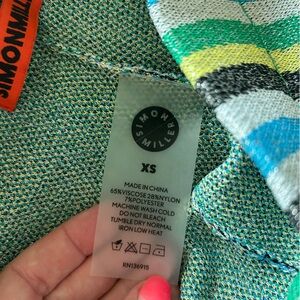 SIMONMILL
SIMON MILLER
XS
MADE IN CHINA
65%VISCOSE 28%NYLON
7%POLYESTER
MACHINE WASH COLD
DO NOT BLEACH
TUMBLE DRY NORMAL
IRON LOW HEAT
RN136915